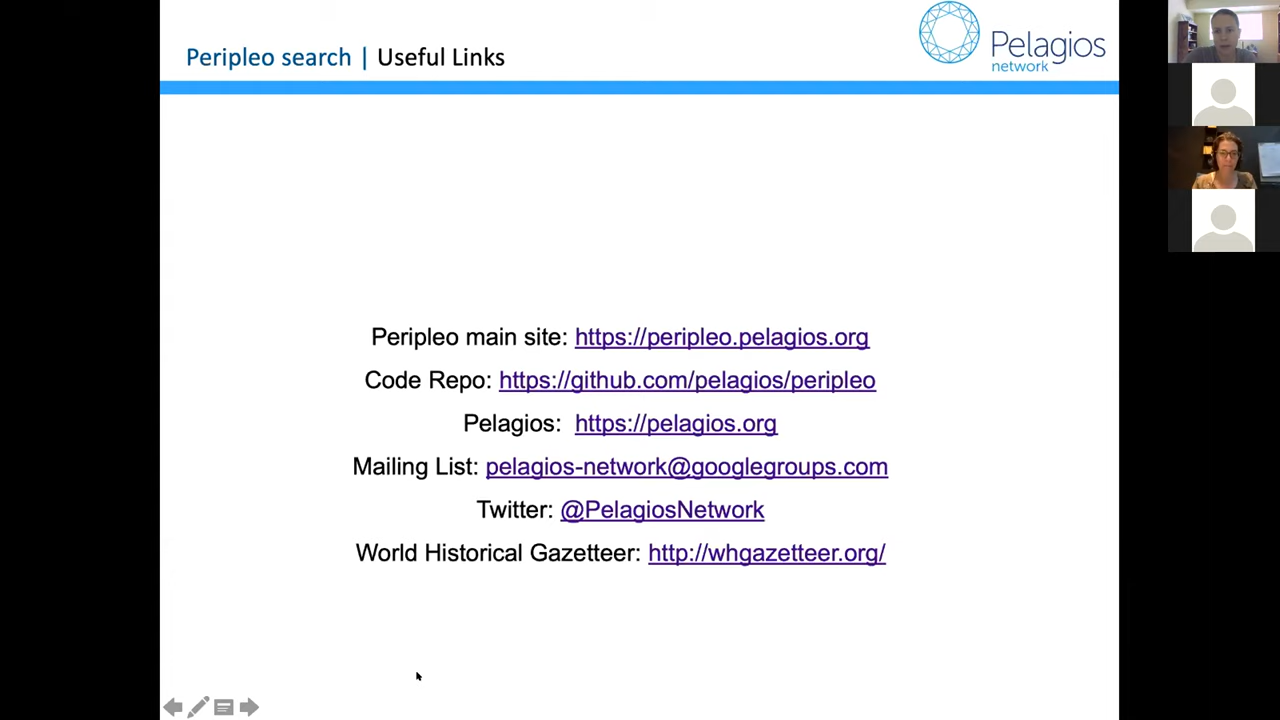 Peripleo search | Useful Links
Pelagios
network
Peripleo main site: https://peripleo.pelagios.org
Code Repo: https://github.com/pelagios/peripleo
Pelagios: https://pelagios.org
Mailing List: pelagios-network@googlegroups.com
Twitter: @PelagiosNetwork
World Historical Gazetteer: http://whgazetteer.org/